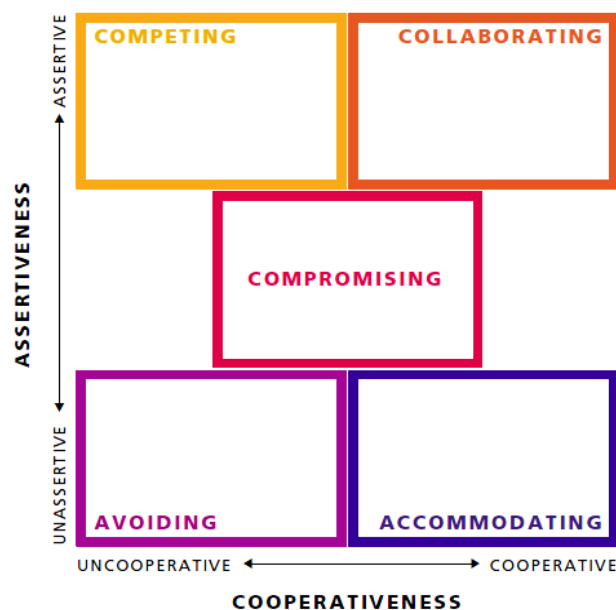 COMPETING
COLLABORATING
ASSERTIVE
ASSERTIVENESS
COMPROMISING
UNASSERTIVE
AVOIDING
ACCOMMODATING
UNCOOPERATIVE
COOPERATIVE
COOPERATIVENESS